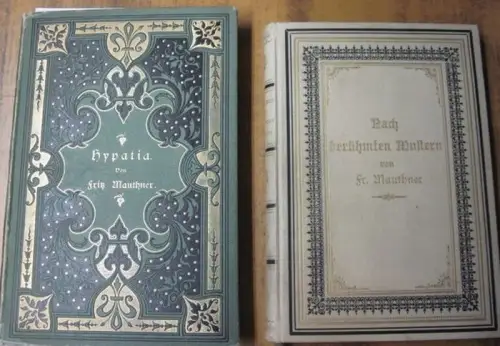 Hypatia.
Von
Fritz Mauthner.
Nach
berühmten Mustern
von
Fr. Mauthner